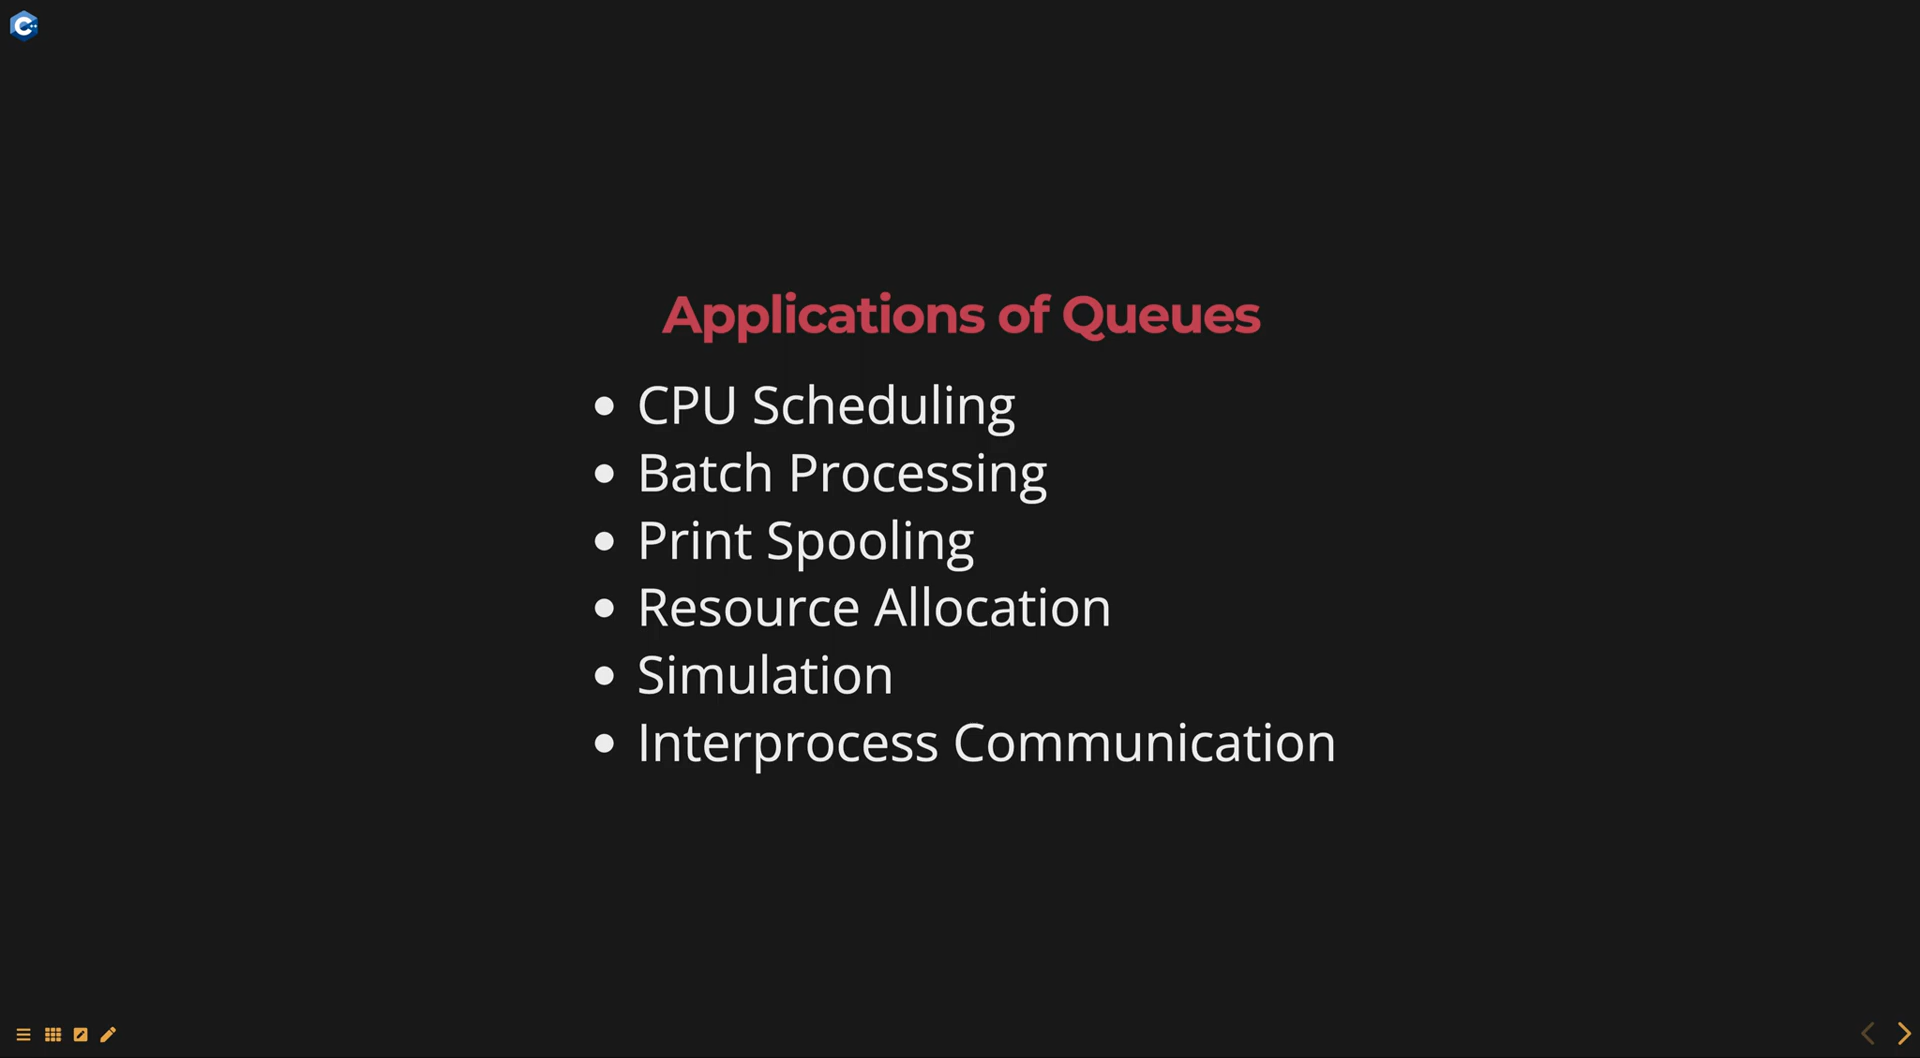 Applications of Queues
• CPU Scheduling
• Batch Processing
• Print Spooling
• Resource Allocation
• Simulation
• Interprocess Communication